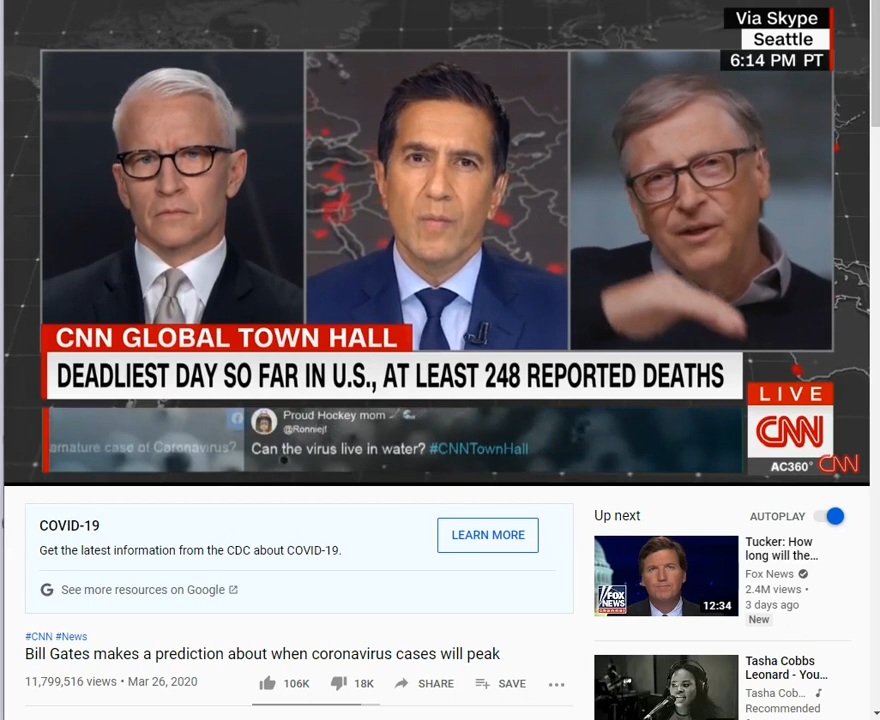 Via Skype
Seattle
6:14 PM PT
CNN GLOBAL TOWN HALL
DEADLIEST DAY SO FAR IN U.S., AT LEAST 248 REPORTED DEATHS
LIVE
CNN
AC360° CNN
Proud Hockey mom
@Ronniej1
amature case of Coronavirus?
Can the virus live in water? #CNNTownHall
COVID-19
Get the latest information from the CDC about COVID-19.
LEARN MORE
See more resources on Google
#CNN #News
Bill Gates makes a prediction about when coronavirus cases will peak
11,799,516 views • Mar 26, 2020
106K
18K
SHARE
SAVE
Up next
AUTOPLAY
FOX
NEWS
channel
12:34
Tucker: How
long will the...
Fox News
2.4M views •
3 days ago
New
Tasha Cobbs
Leonard - You...
Tasha Cob...
Recommended